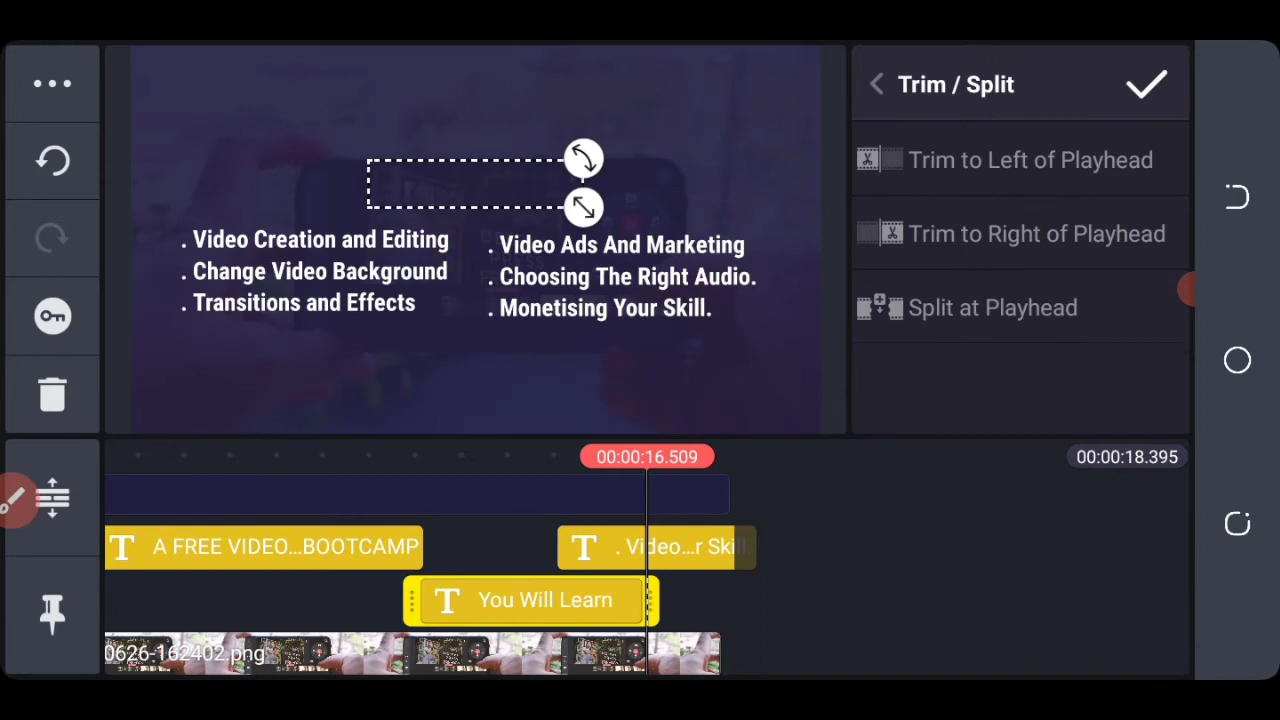 Trim / Split
Trim to Left of Playhead
Trim to Right of Playhead
Split at Playhead
. Video Creation and Editing
. Change Video Background
. Transitions and Effects
. Video Ads And Marketing
. Choosing The Right Audio.
. Monetising Your Skill.
00:00:16.509
00:00:18.395
A FREE VIDEO...BOOTCAMP
. Video...r Skill.
You Will Learn
0626-162402.png